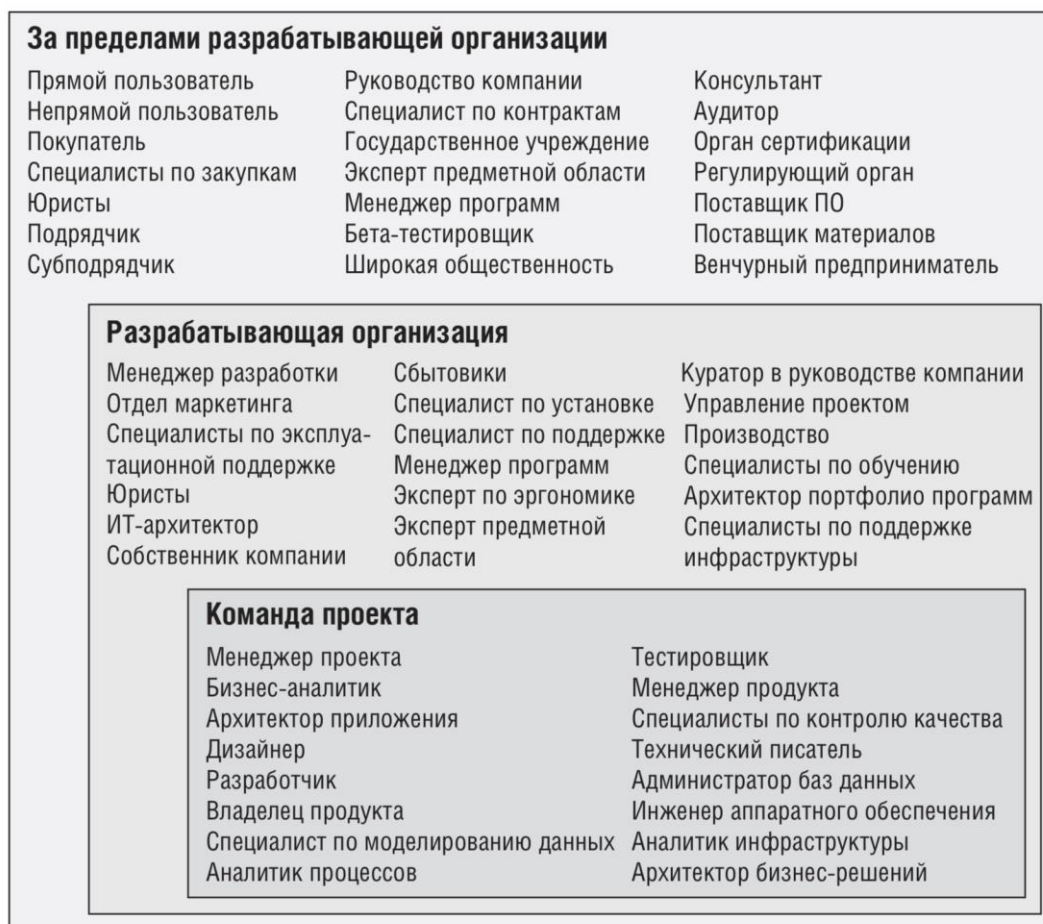 За пределами разрабатывающей организации
Прямой пользователь
Непрямой пользователь
Покупатель
Специалисты по закупкам
Юристы
Подрядчик
Субподрядчик
Руководство компании
Специалист по контрактам
Государственное учреждение
Эксперт предметной области
Менеджер программ
Бета-тестировщик
Широкая общественность
Консультант
Аудитор
Орган сертификации
Регулирующий орган
Поставщик ПО
Поставщик материалов
Венчурный предприниматель
Разрабатывающая организация
Менеджер разработки
Отдел маркетинга
Специалисты по эксплуа-
тационной поддержке
Юристы
ИТ-архитектор
Собственник компании
Сбытовики
Специалист по установке
Специалист по поддержке
Менеджер программ
Эксперт по эргономике
Эксперт предметной
области
Куратор в руководстве компании
Управление проектом
Производство
Специалисты по обучению
Архитектор портфолио программ
Специалисты по поддержке
инфраструктуры
Команда проекта
Менеджер проекта
Бизнес-аналитик
Архитектор приложения
Дизайнер
Разработчик
Владелец продукта
Специалист по моделированию данных
Аналитик процессов
Тестировщик
Менеджер продукта
Специалисты по контролю качества
Технический писатель
Администратор баз данных
Инженер аппаратного обеспечения
Аналитик инфраструктуры
Архитектор бизнес-решений